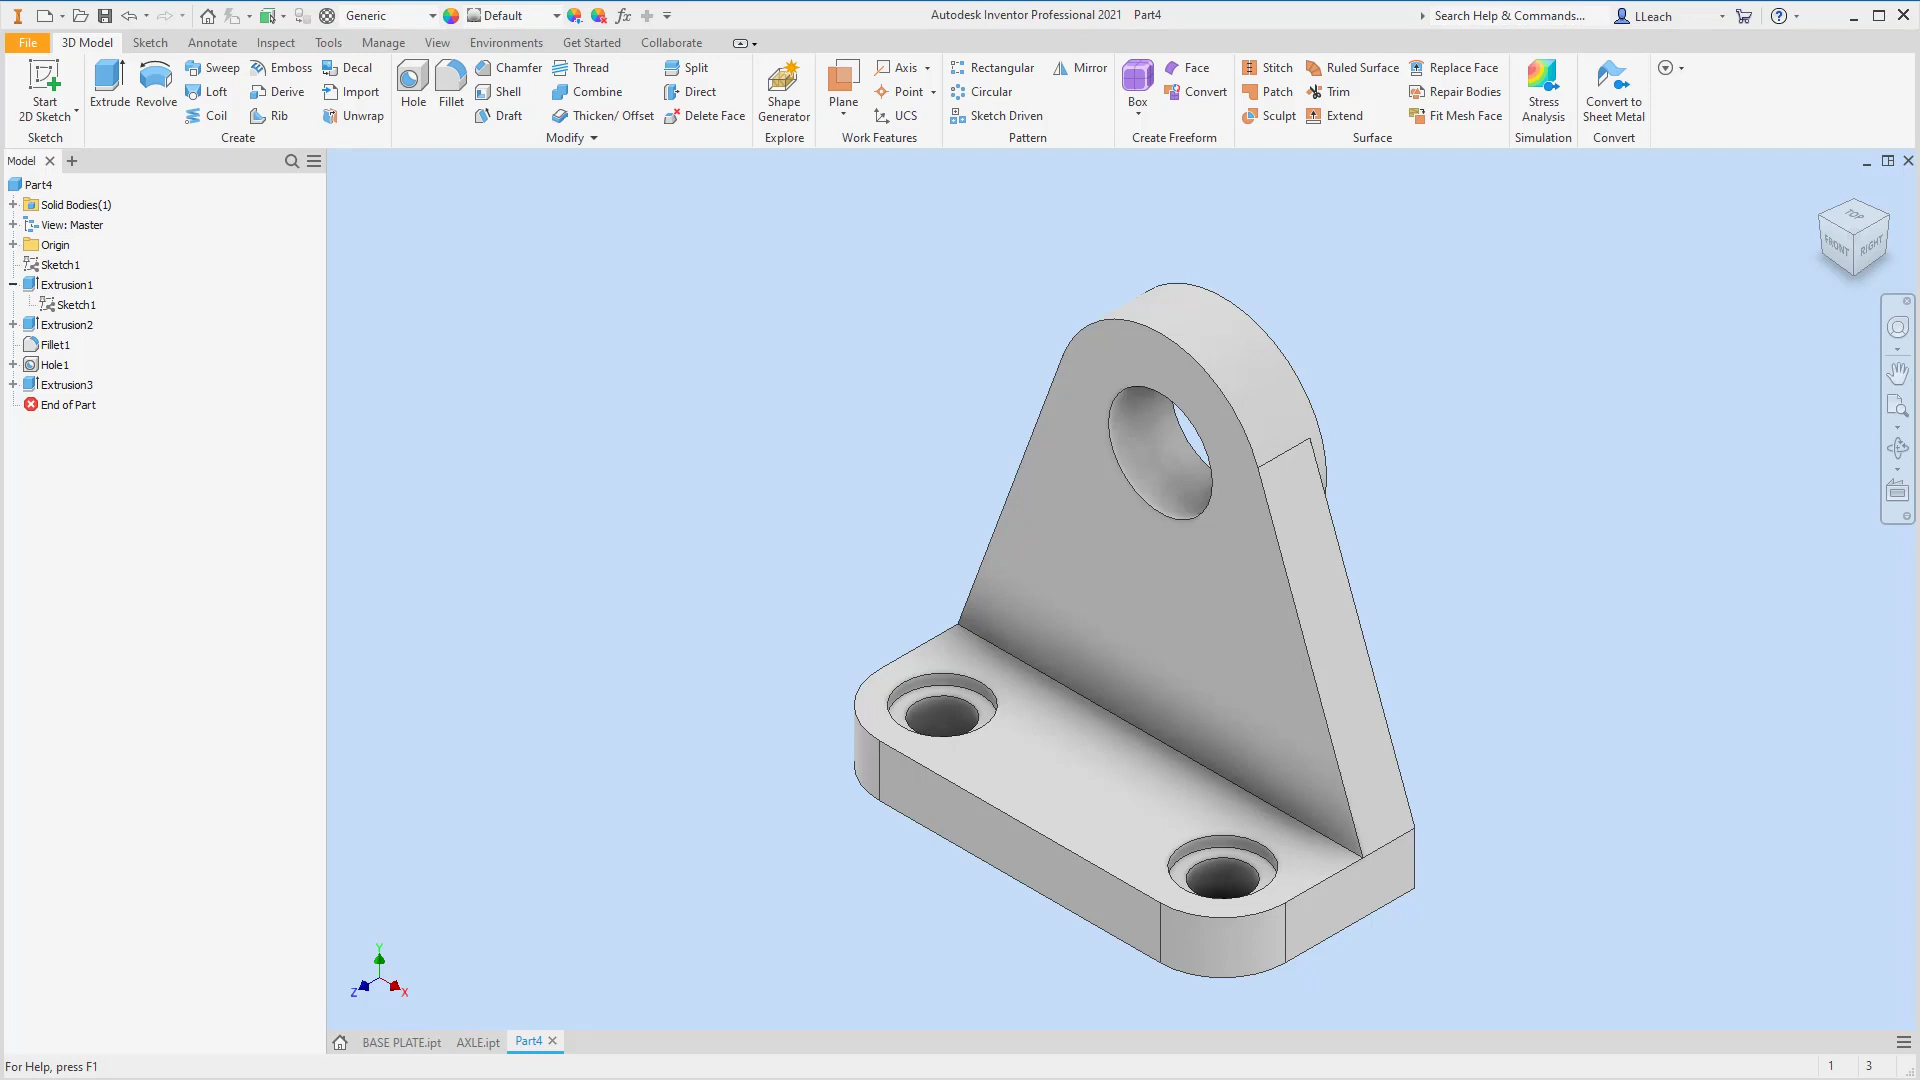 Generic
Default
fx
Autodesk Inventor Professional 2021 Part4
Search Help & Commands...
LLeach
File 3D Model Sketch Annotate Inspect Tools Manage View Environments Get Started Collaborate
Start
2D Sketch
Sketch
Extrude
Revolve
Sweep
Loft
Coil
Emboss
Derive
Rib
Decal
Import
Unwrap
Create
Hole
Fillet
Chamfer
Shell
Draft
Thread
Combine
Thicken/ Offset
Split
Direct
Delete Face
Modify
Shape
Generator
Explore
Plane
Axis
Point
UCS
Work Features
Rectangular
Circular
Sketch Driven
Mirror
Pattern
Box
Face
Convert
Create Freeform
Stitch
Patch
Sculpt
Ruled Surface
Trim
Extend
Replace Face
Repair Bodies
Fit Mesh Face
Surface
Stress
Analysis
Simulation
Convert to
Sheet Metal
Convert
Model
Part4
Solid Bodies(1)
View: Master
Origin
Sketch1
Extrusion1
Sketch1
Extrusion2
Fillet1
Hole1
Extrusion3
End of Part
TOP
FRONT
RIGHT
Y
Z
X
BASE PLATE.ipt AXLE.ipt Part4
For Help, press F1
1 3